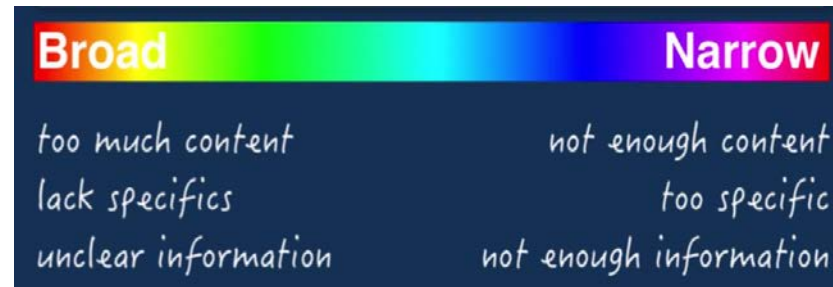 Broad Narrow
too much content not enough content
lack specifics too specific
unclear information not enough information